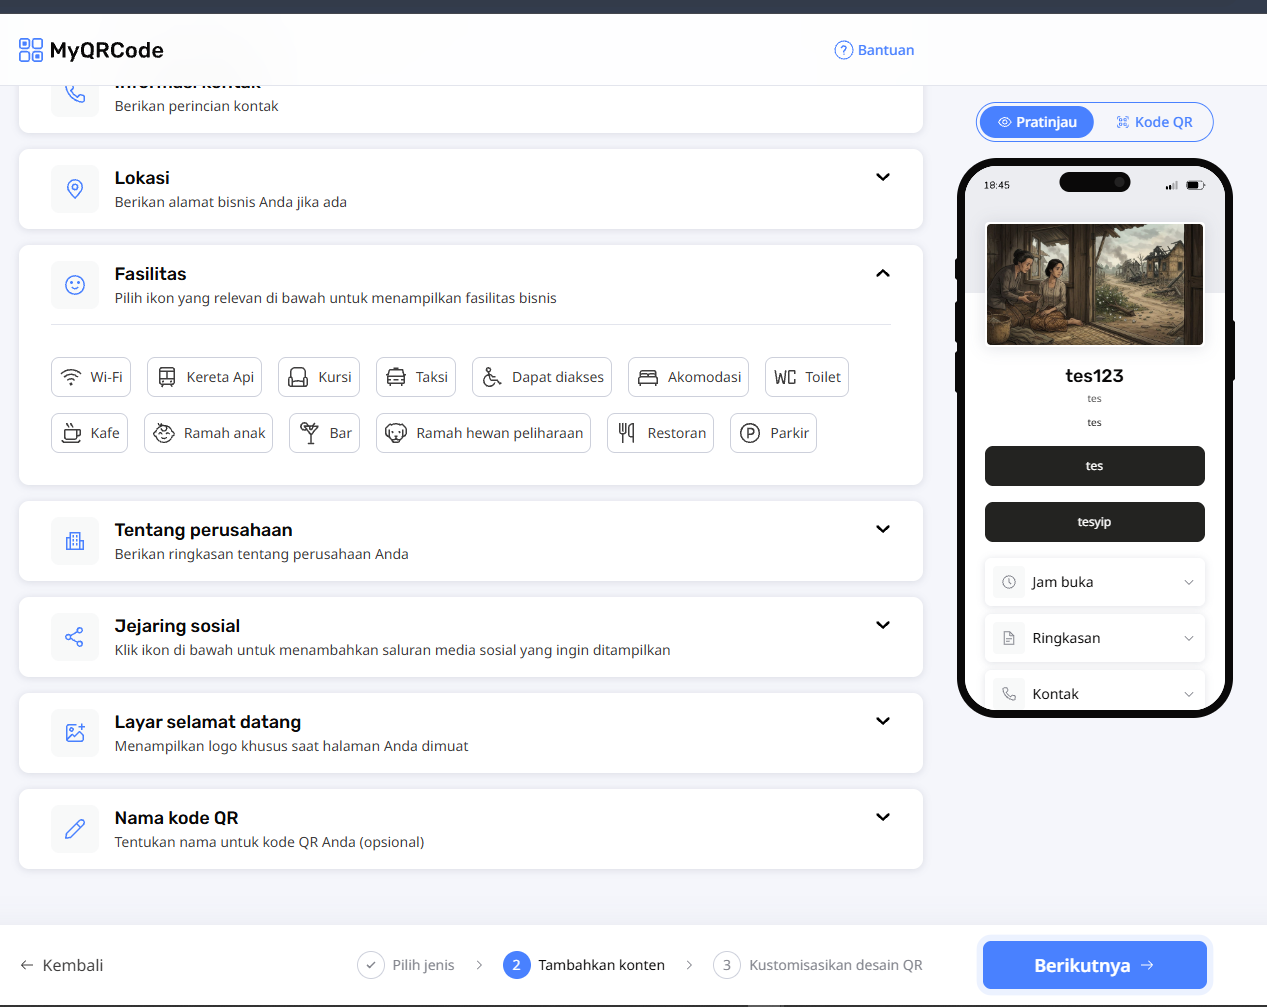 MyQRCode
Bantuan
Informasi kontak
Berikan perincian kontak
Lokasi
Berikan alamat bisnis Anda jika ada
Fasilitas
Pilih ikon yang relevan di bawah untuk menampilkan fasilitas bisnis
Wi-Fi Kereta Api Kursi Taksi Dapat diakses Akomodasi WC Toilet
Kafe Ramah anak Bar Ramah hewan peliharaan Restoran P Parkir
Tentang perusahaan
Berikan ringkasan tentang perusahaan Anda
Jejaring sosial
Klik ikon di bawah untuk menambahkan saluran media sosial yang ingin ditampilkan
Layar selamat datang
Menampilkan logo khusus saat halaman Anda dimuat
Nama kode QR
Tentukan nama untuk kode QR Anda (opsional)
Pratinjau Kode QR
18:45
tes123
tes
tes
tes
tesyip
Jam buka
Ringkasan
Kontak
Kembali
Pilih jenis
2 Tambahkan konten
3 Kustomisasikan desain QR
Berikutnya